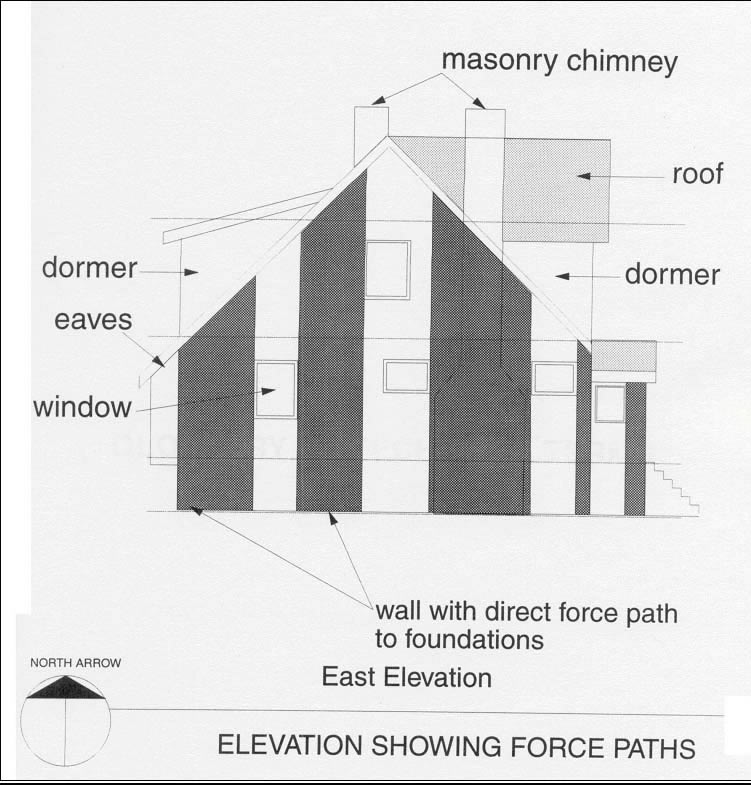 masonry chimney
roof
dormer
dormer
eaves
window
wall with direct force path
to foundations
East Elevation
NORTH ARROW
ELEVATION SHOWING FORCE PATHS